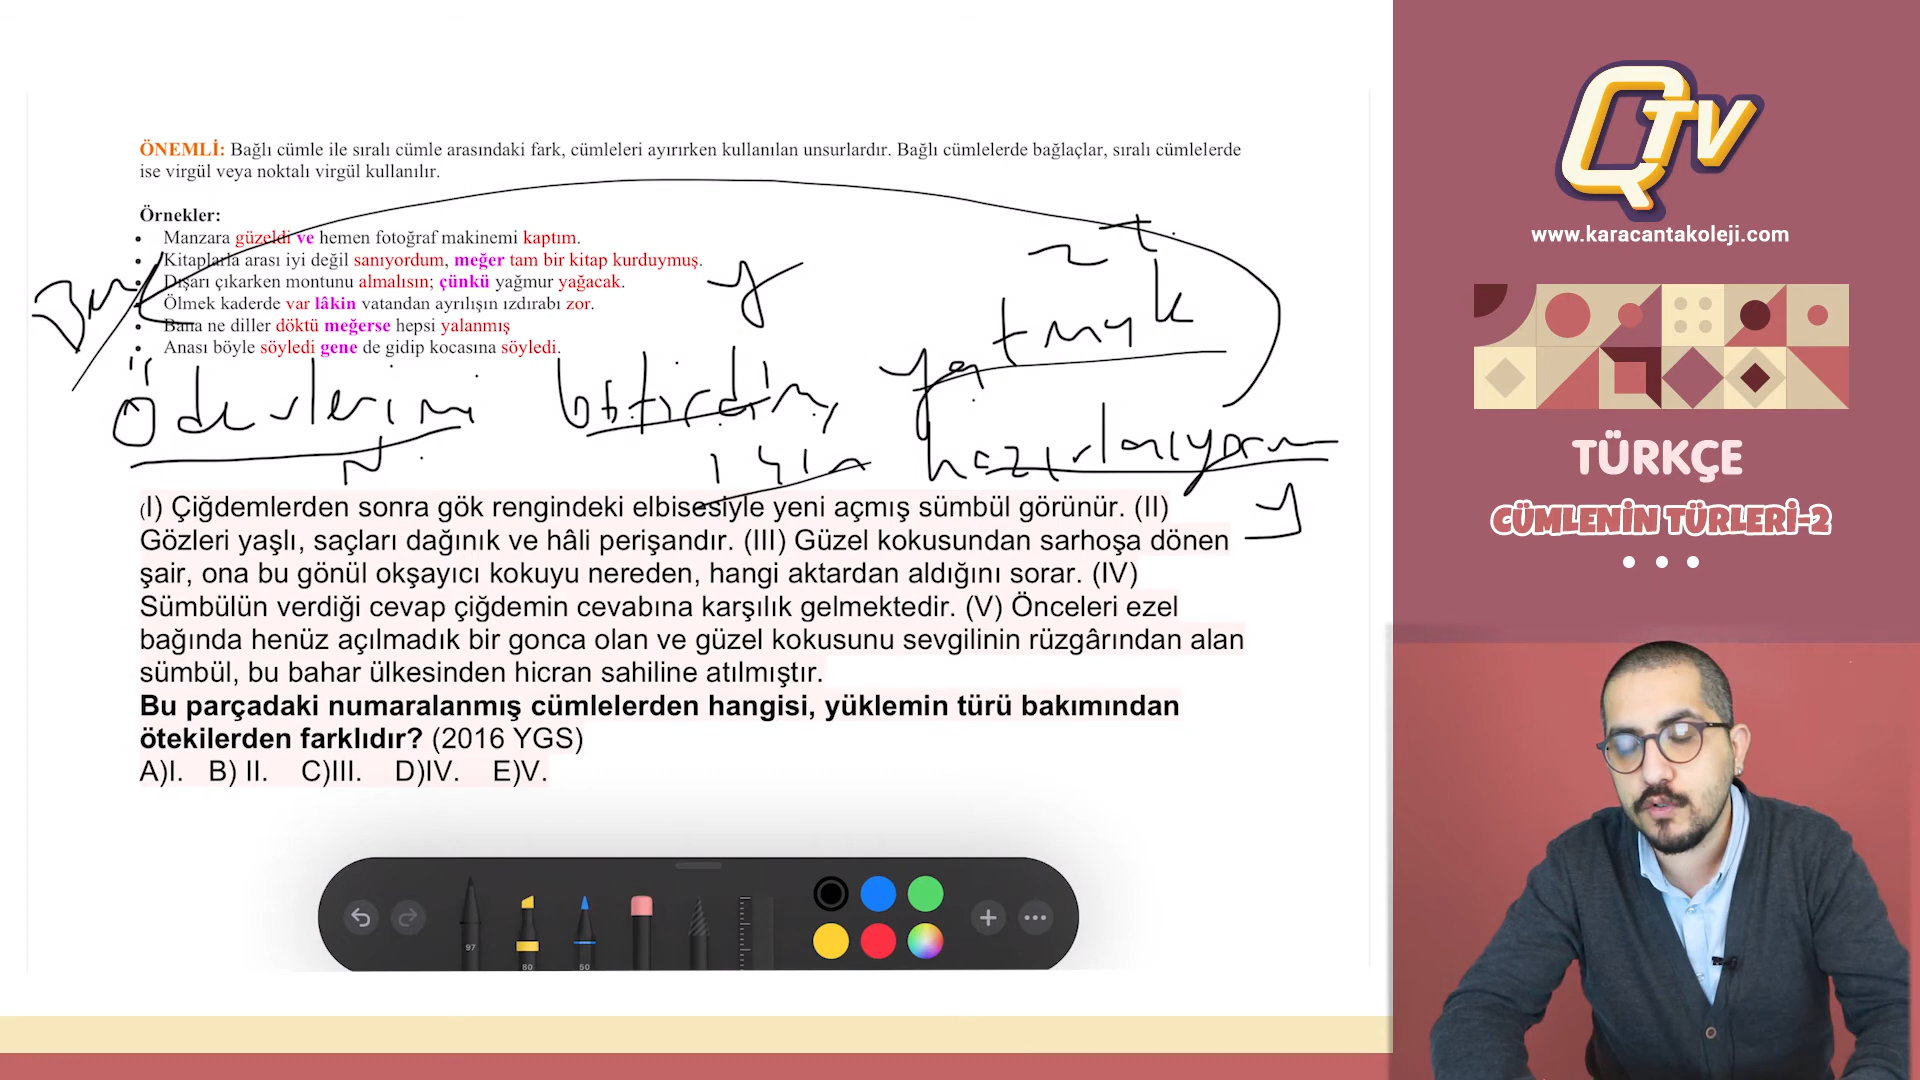 ÖNEMLİ: Bağlı cümle ile sıralı cümle arasındaki fark, cümleleri ayırırken kullanılan unsurlardır. Bağlı cümlelerde bağlaçlar, sıralı cümlelerde
ise virgül veya noktalı virgül kullanılır.
Örnekler:
• Manzara güzeldi ve hemen fotoğraf makinemi kaptım.
• Kitaplarla arası iyi değil sanıyordum, meğer tam bir kitap kurduymuş.
• Dışarı çıkarken montunu almalısın; çünkü yağmur yağacak.
• Ölmek kaderde var lâkin vatandan ayrılışın ızdırabı zor.
• Bana ne diller döktü meğerse hepsi yalanmış
• Anası böyle söyledi gene de gidip kocasına söyledi.
Ben
y
zt
Ödevlerimi bitirdim, yatmak
N
için hazırlanıyorum
y
(I) Çiğdemlerden sonra gök rengindeki elbisesiyle yeni açmış sümbül görünür. (II)
Gözleri yaşlı, saçları dağınık ve hâli perişandır. (III) Güzel kokusundan sarhoşa dönen
şair, ona bu gönül okşayıcı kokuyu nereden, hangi aktardan aldığını sorar. (IV)
Sümbülün verdiği cevap çiğdemin cevabına karşılık gelmektedir. (V) Önceleri ezel
bağında henüz açılmadık bir gonca olan ve güzel kokusunu sevgilinin rüzgârından alan
sümbül, bu bahar ülkesinden hicran sahiline atılmıştır.
Bu parçadaki numaralanmış cümlelerden hangisi, yüklemin türü bakımından
ötekilerden farklıdır? (2016 YGS)
A)I. B) II. C)III. D)IV. E)V.
97
80
50
QTV
www.karacantakoleji.com
TÜRKÇE
CÜMLENİN TÜRLERİ-2